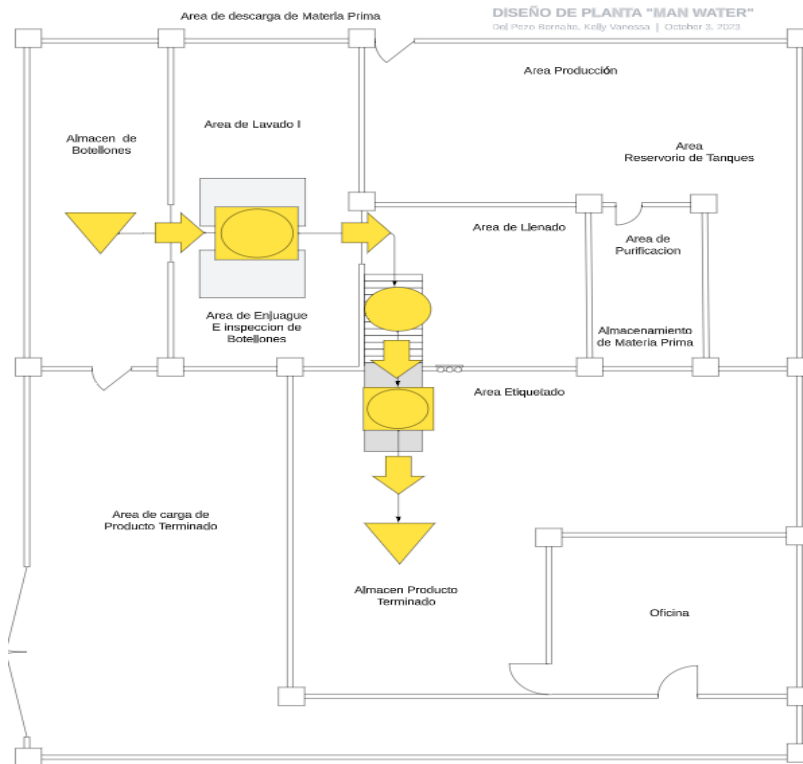 DISEÑO DE PLANTA "MAN WATER"
Del Pezo Bernabe, Kelly Vanessa | October 3, 2023
Area de descarga de Materia Prima
Area Producción
Area de Lavado I
Almacen de
Botellones
Area
Reservorio de Tanques
Area de Llenado
Area de
Purificacion
Area de Enjuague
E inspeccion de
Botellones
Almacenamiento
de Materia Prima
Area Etiquetado
Area de carga de
Producto Terminado
Almacen Producto
Terminado
Oficina